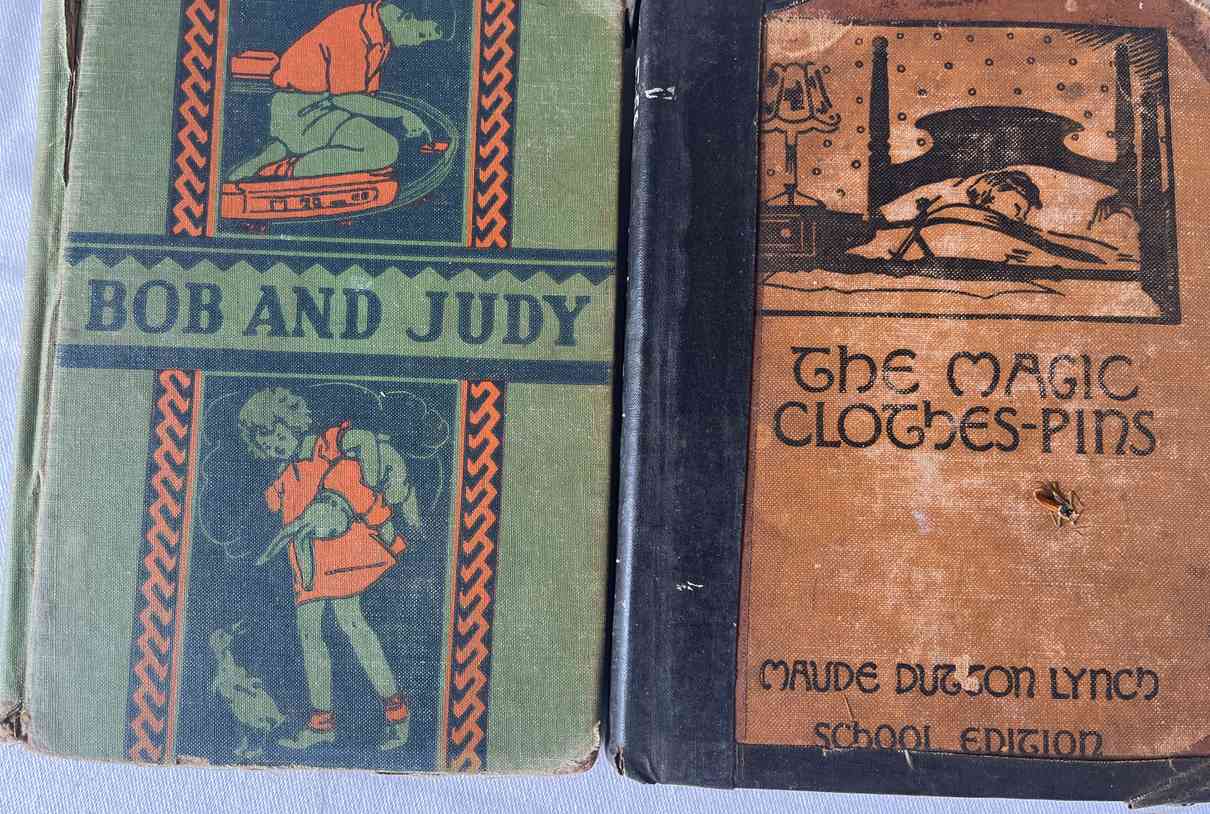 BOB AND JUDY
THE MAGIC
CLOTHES-PINS
MAUDE DUTTON LYNCH
SCHOOL EDITION